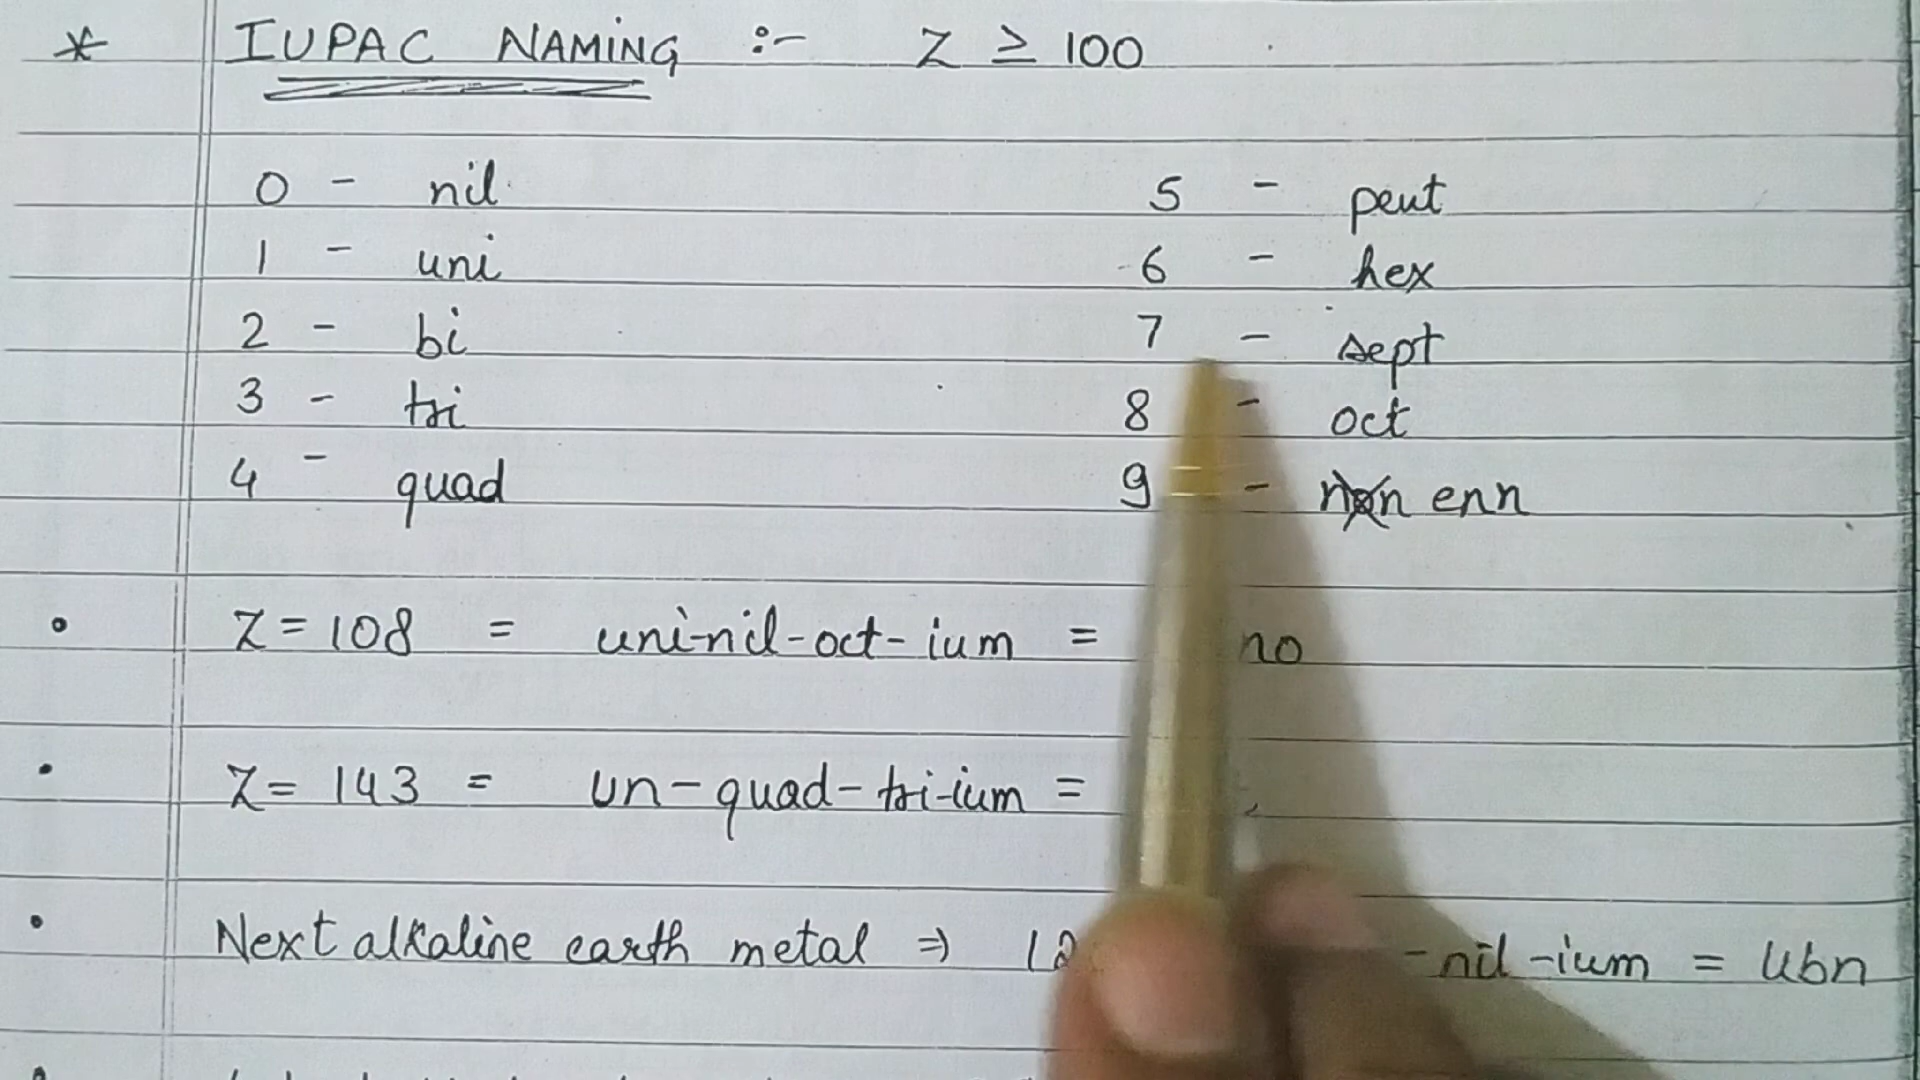 * IUPAC NAMING :- Z ≥ 100
0 - nil 5 - pent
1 - uni 6 - hex
2 - bi 7 - sept
3 - tri 8 - oct
4 - quad 9 - non enn
• Z = 108 = uni-nil-oct-ium = no
• Z = 143 = un-quad-tri-ium =
• Next alkaline earth metal ⇒ 12 -nil-ium = Ubn